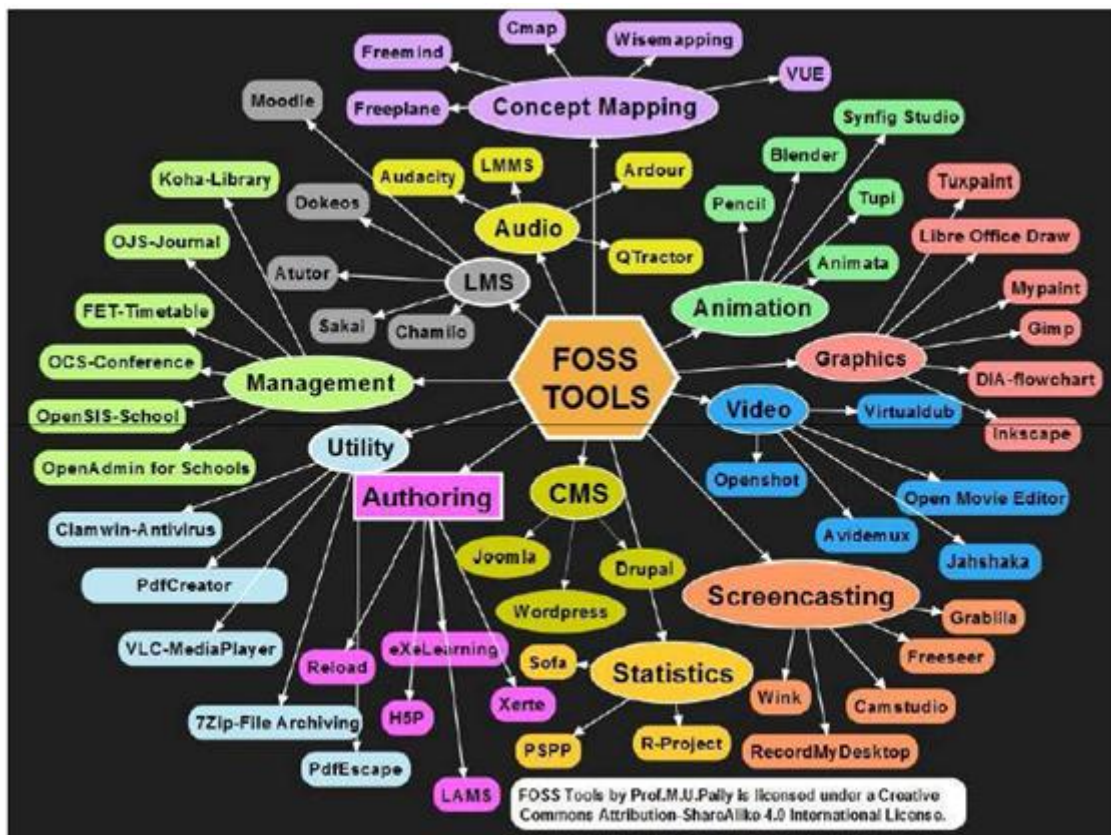 Cmap
Wisemapping
Freemind
VUE
Moodle
Freeplane
Concept Mapping
Synfig Studio
Blender
Koha-Library
Audacity
LMMS
Ardour
Tuxpaint
Dokeos
Pencil
Tupi
OJS-Journal
Audio
Libre Office Draw
QTractor
Animata
Atutor
LMS
Mypaint
FET-Timetable
Sakai
Chamilo
Animation
Gimp
OCS-Conference
Management
FOSS
TOOLS
Graphics
DIA-flowchart
OpenSIS-School
Video
Virtualdub
Inkscape
Utility
OpenAdmin for Schools
Authoring
CMS
Openshot
Open Movie Editor
Clamwin-Antivirus
Avidemux
Joomla
Drupal
Jahshaka
PdfCreator
Wordpress
Screencasting
Grabilla
VLC-MediaPlayer
Reload
eXeLearning
Sofa
Statistics
Freeseer
Xerte
Wink
Camstudio
7Zip-File Archiving
H5P
PSPP
R-Project
RecordMyDesktop
PdfEscape
LAMS
FOSS Tools by Prof.M.U.Paily is licensed under a Creative
Commons Attribution-ShareAlike 4.0 International License.